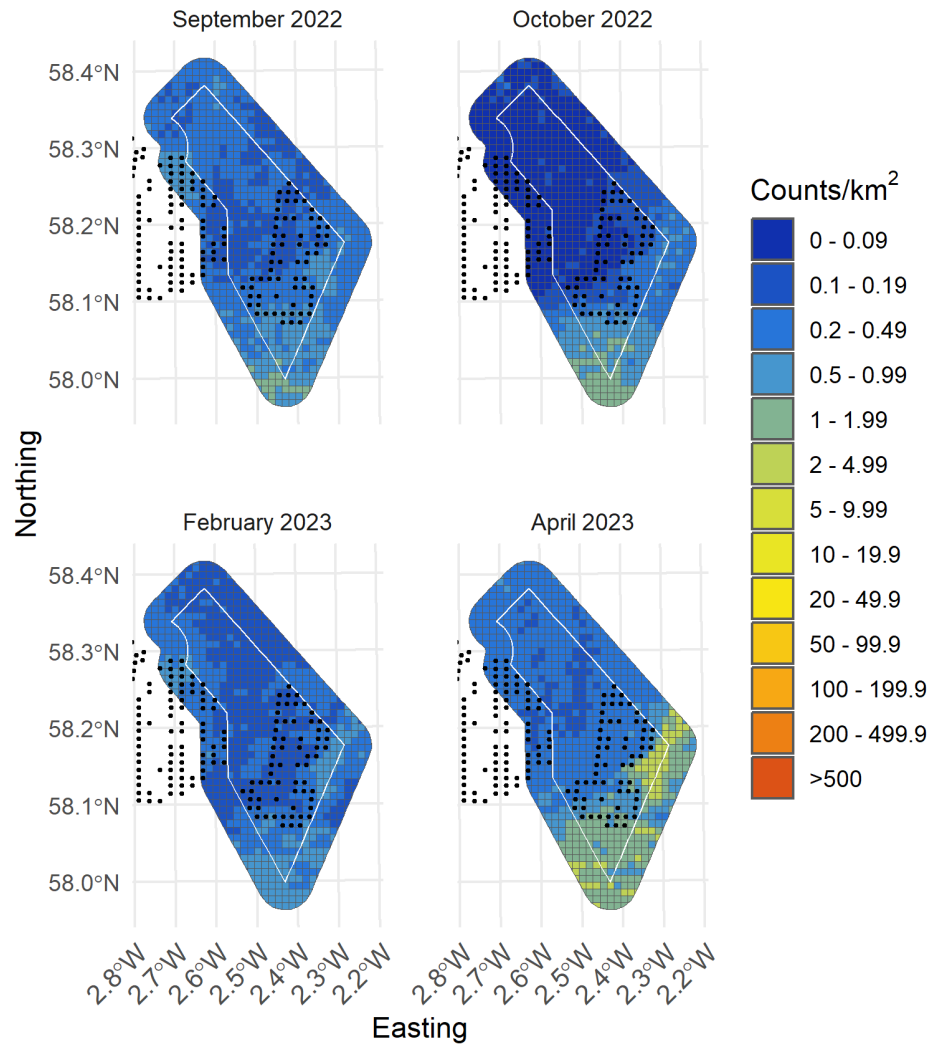 September 2022
October 2022
58.4°N
58.3°N
58.2°N
58.1°N
58.0°N
Northing
February 2023
April 2023
58.4°N
58.3°N
58.2°N
58.1°N
58.0°N
2.8°W
2.7°W
2.6°W
2.5°W
2.4°W
2.3°W
2.2°W
2.8°W
2.7°W
2.6°W
2.5°W
2.4°W
2.3°W
2.2°W
Easting
Counts/km²
0 - 0.09
0.1 - 0.19
0.2 - 0.49
0.5 - 0.99
1 - 1.99
2 - 4.99
5 - 9.99
10 - 19.9
20 - 49.9
50 - 99.9
100 - 199.9
200 - 499.9
>500